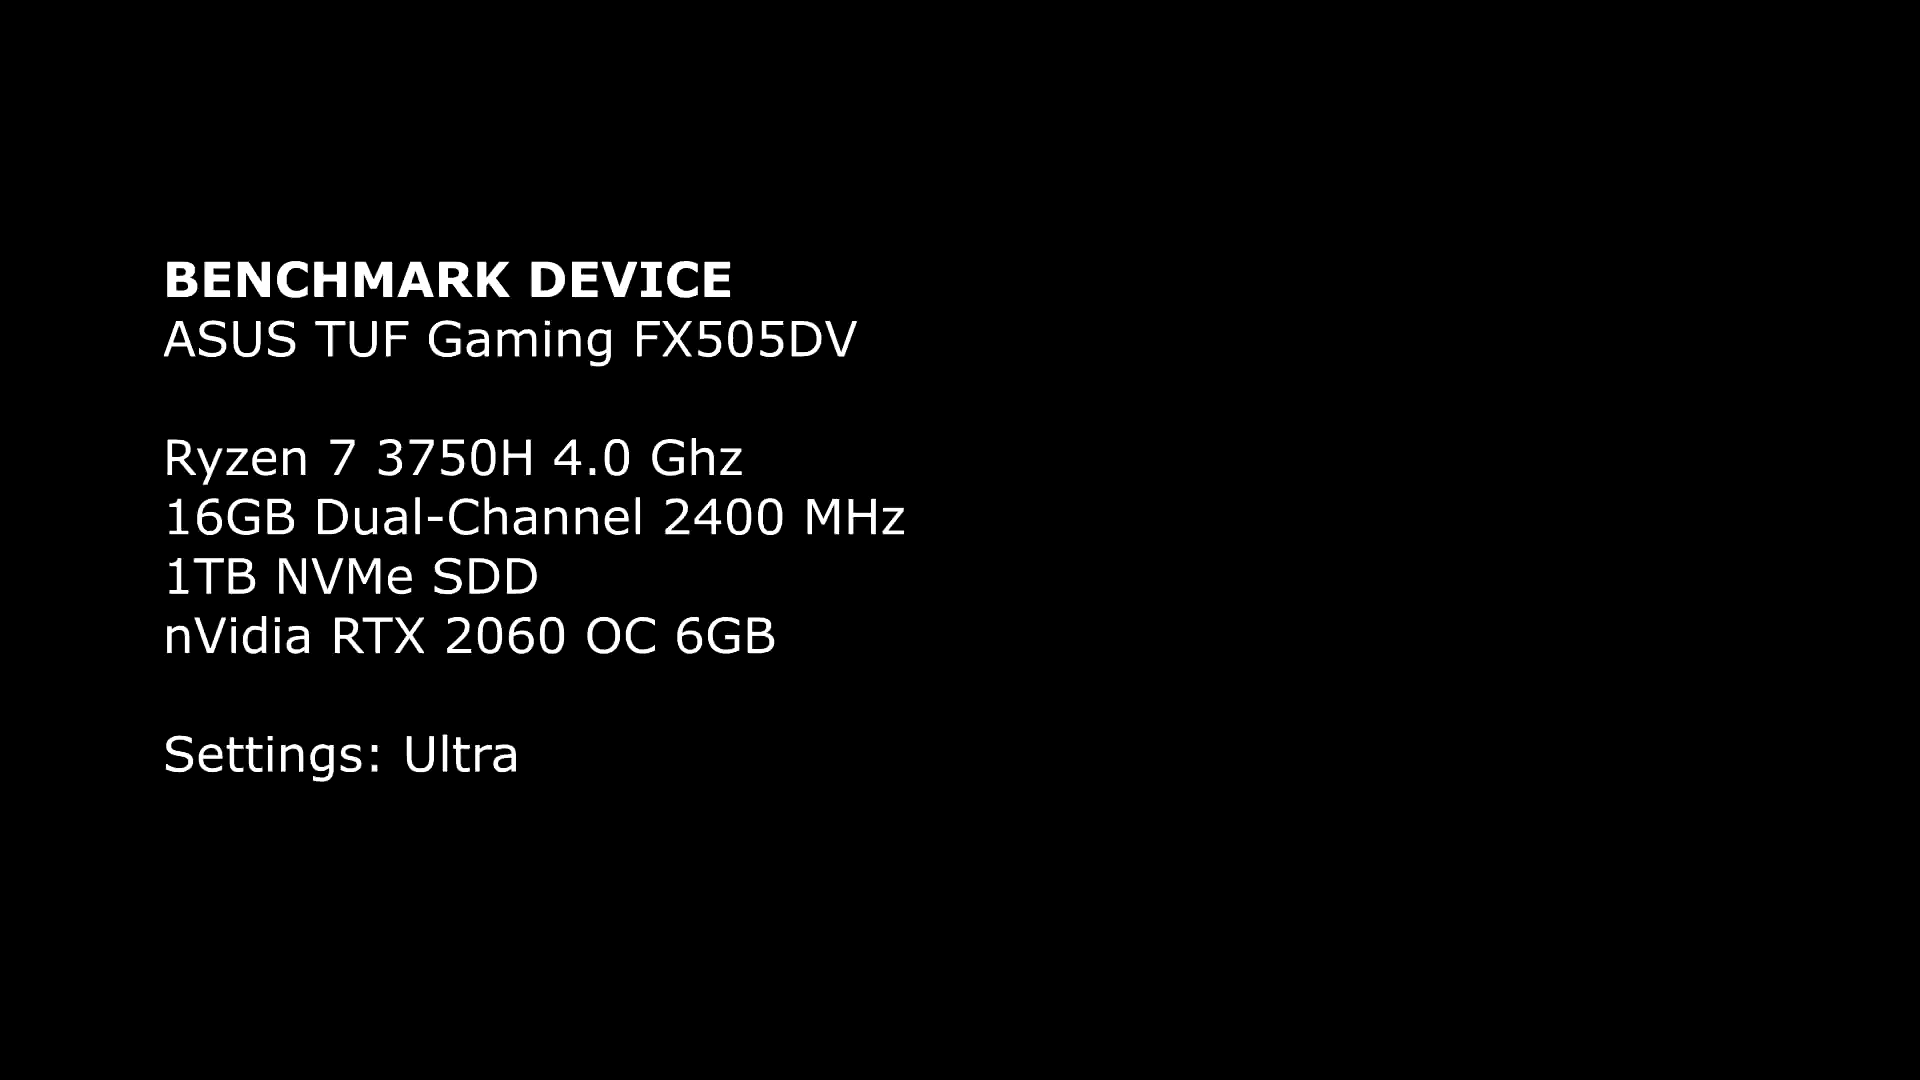 BENCHMARK DEVICE
ASUS TUF Gaming FX505DV
Ryzen 7 3750H 4.0 Ghz
16GB Dual-Channel 2400 MHz
1TB NVMe SDD
nVidia RTX 2060 OC 6GB
Settings: Ultra